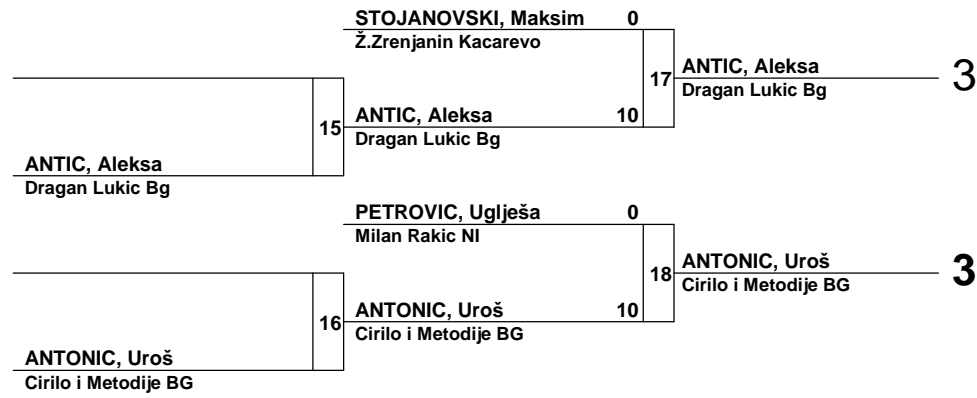 STOJANOVSKI, Maksim 0
Ž.Zrenjanin Kacarevo
17
ANTIC, Aleksa 3
Dragan Lukic Bg
15
ANTIC, Aleksa 10
Dragan Lukic Bg
ANTIC, Aleksa
Dragan Lukic Bg
PETROVIC, Uglješa 0
Milan Rakic NI
18
ANTONIC, Uroš 3
Cirilo i Metodije BG
16
ANTONIC, Uroš 10
Cirilo i Metodije BG
ANTONIC, Uroš
Cirilo i Metodije BG